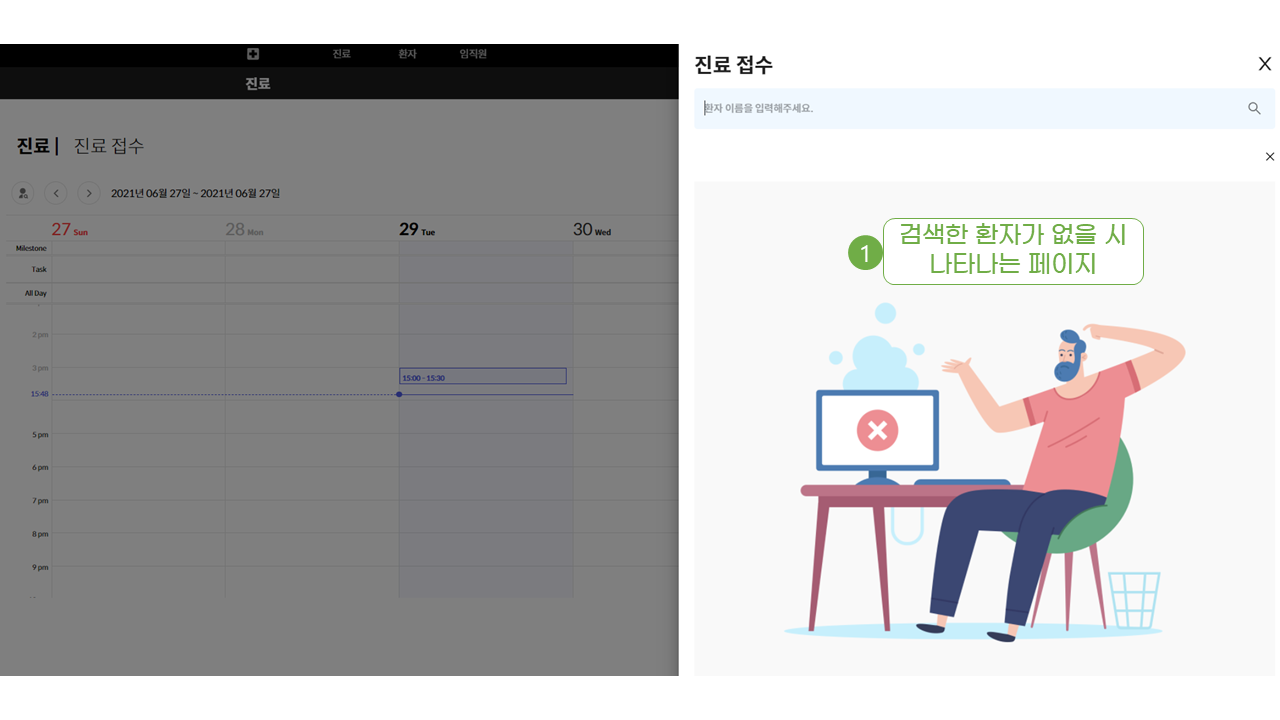 진료 환자 임직원
진료
진료 | 진료 접수
2021년 06월 27일 ~ 2021년 06월 27일
27 Sun 28 Mon 29 Tue 30 Wed
Milestone
Task
All Day
2 pm
3 pm
15:00 - 15:30
15:48
5 pm
6 pm
7 pm
8 pm
9 pm
진료 접수 X
환자 이름을 입력해주세요.
1
검색한 환자가 없을 시
나타나는 페이지